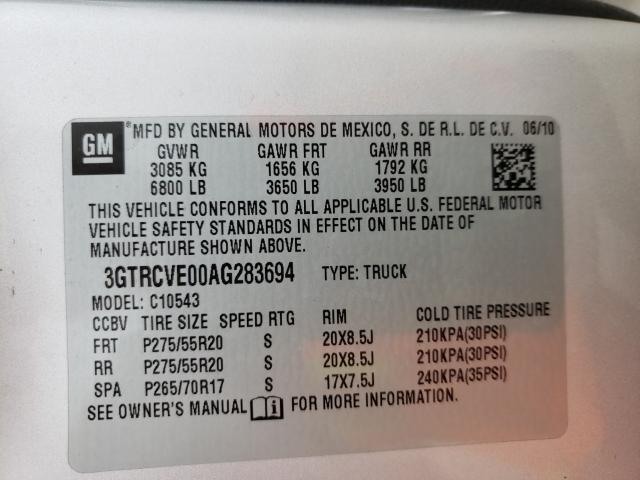 GM
*MFD BY GENERAL MOTORS DE MEXICO, S. DE R.L. DE C.V. 06/10
GVWR GAWR FRT GAWR RR
3085 KG 1656 KG 1792 KG
6800 LB 3650 LB 3950 LB
THIS VEHICLE CONFORMS TO ALL APPLICABLE U.S. FEDERAL MOTOR
VEHICLE SAFETY STANDARDS IN EFFECT ON THE DATE OF
MANUFACTURE SHOWN ABOVE.
3GTRCVE00AG283694 TYPE: TRUCK
MODEL: C10543
CCBV TIRE SIZE SPEED RTG RIM COLD TIRE PRESSURE
FRT P275/55R20 S 20X8.5J 210KPA(30PSI)
RR P275/55R20 S 20X8.5J 210KPA(30PSI)
SPA P265/70R17 S 17X7.5J 240KPA(35PSI)
SEE OWNER'S MANUAL FOR MORE INFORMATION.